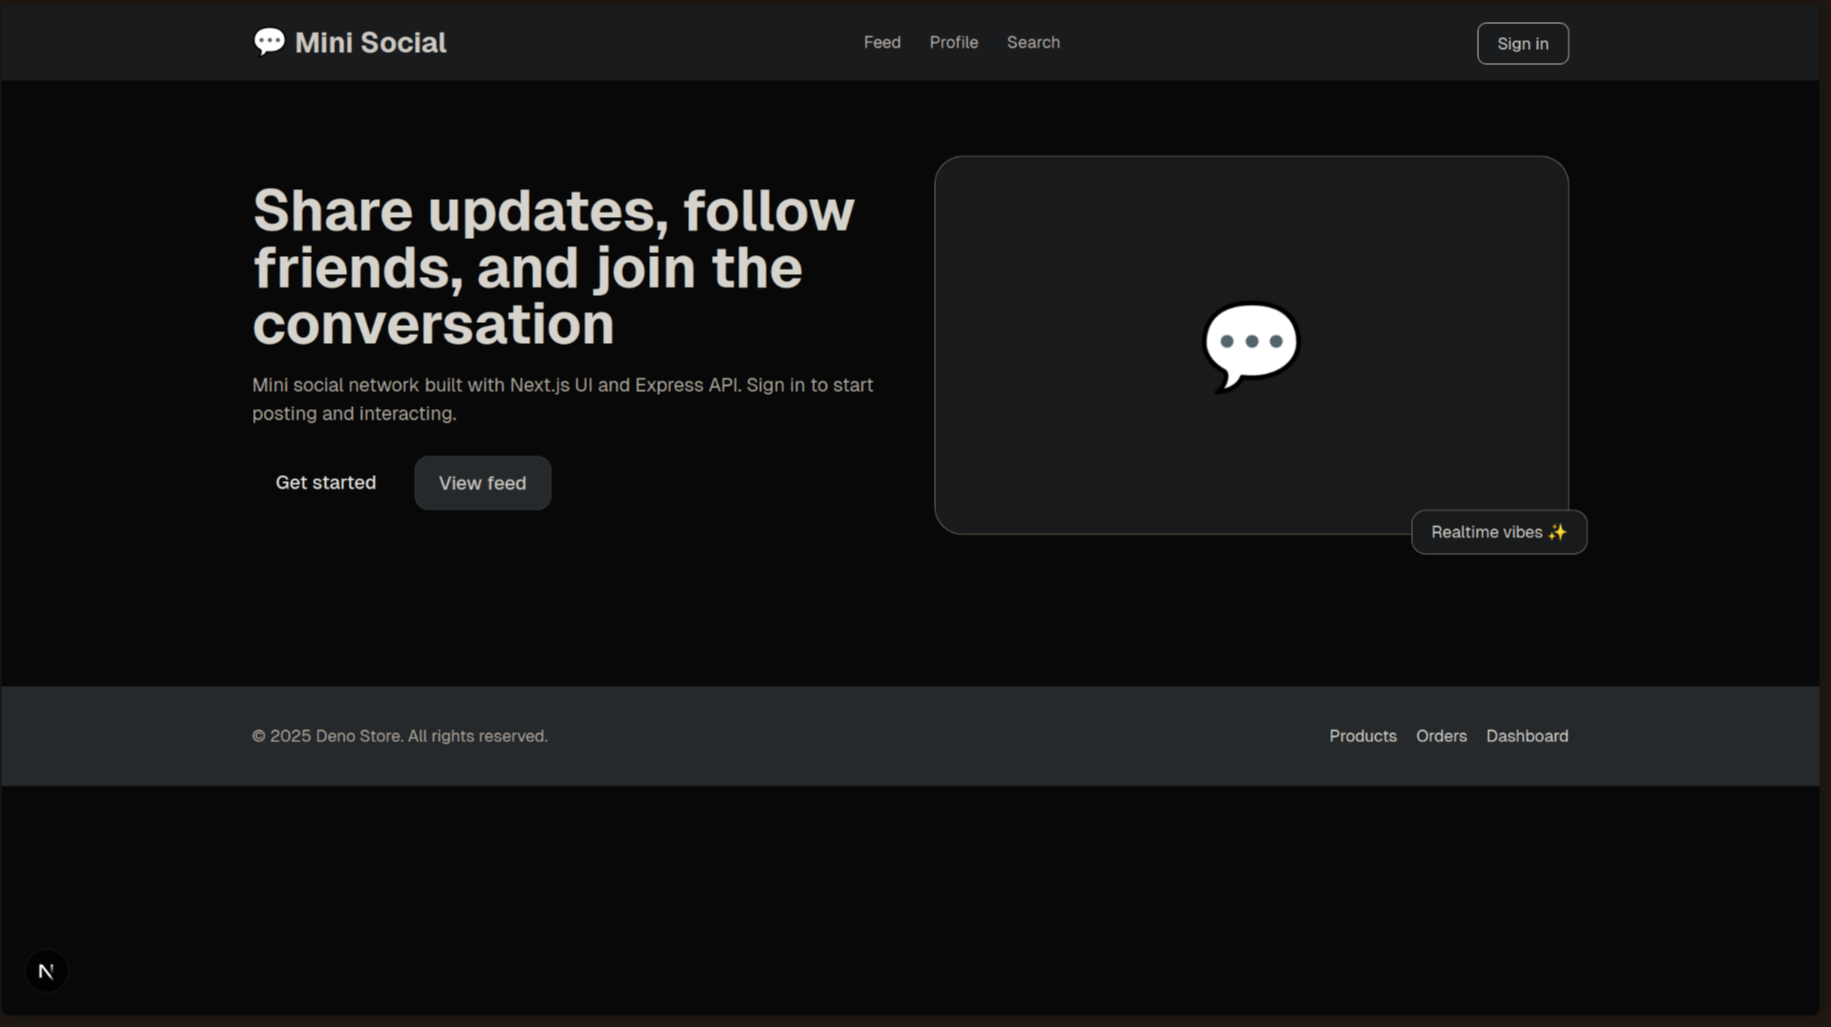 Mini Social
Feed Profile Search
Sign in
Share updates, follow
friends, and join the
conversation
Mini social network built with Next.js UI and Express API. Sign in to start
posting and interacting.
Get started
View feed
Realtime vibes ✨
© 2025 Deno Store. All rights reserved.
Products Orders Dashboard
N